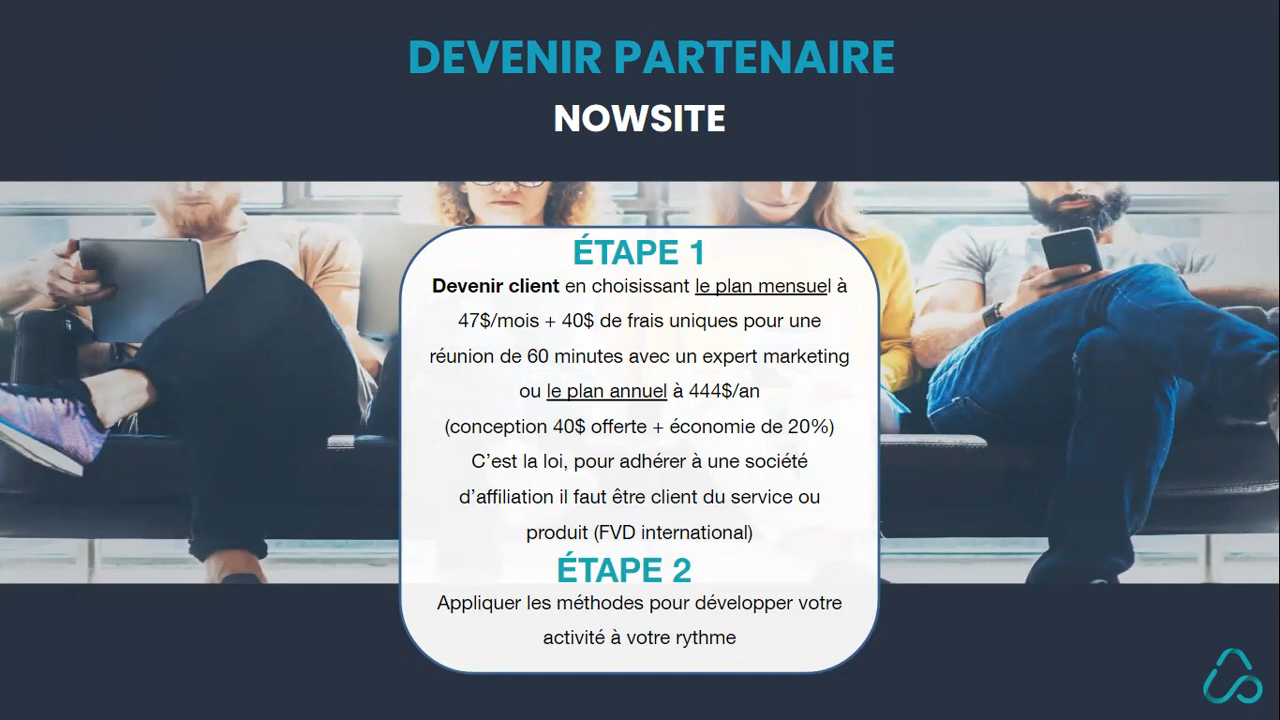 DEVENIR PARTENAIRE
NOWSITE
ÉTAPE 1
Devenir client en choisissant le plan mensuel à
47$/mois + 40$ de frais uniques pour une
réunion de 60 minutes avec un expert marketing
ou le plan annuel à 444$/an
(conception 40$ offerte + économie de 20%)
C’est la loi, pour adhérer à une société
d’affiliation il faut être client du service ou
produit (FVD international)
ÉTAPE 2
Appliquer les méthodes pour développer votre
activité à votre rythme